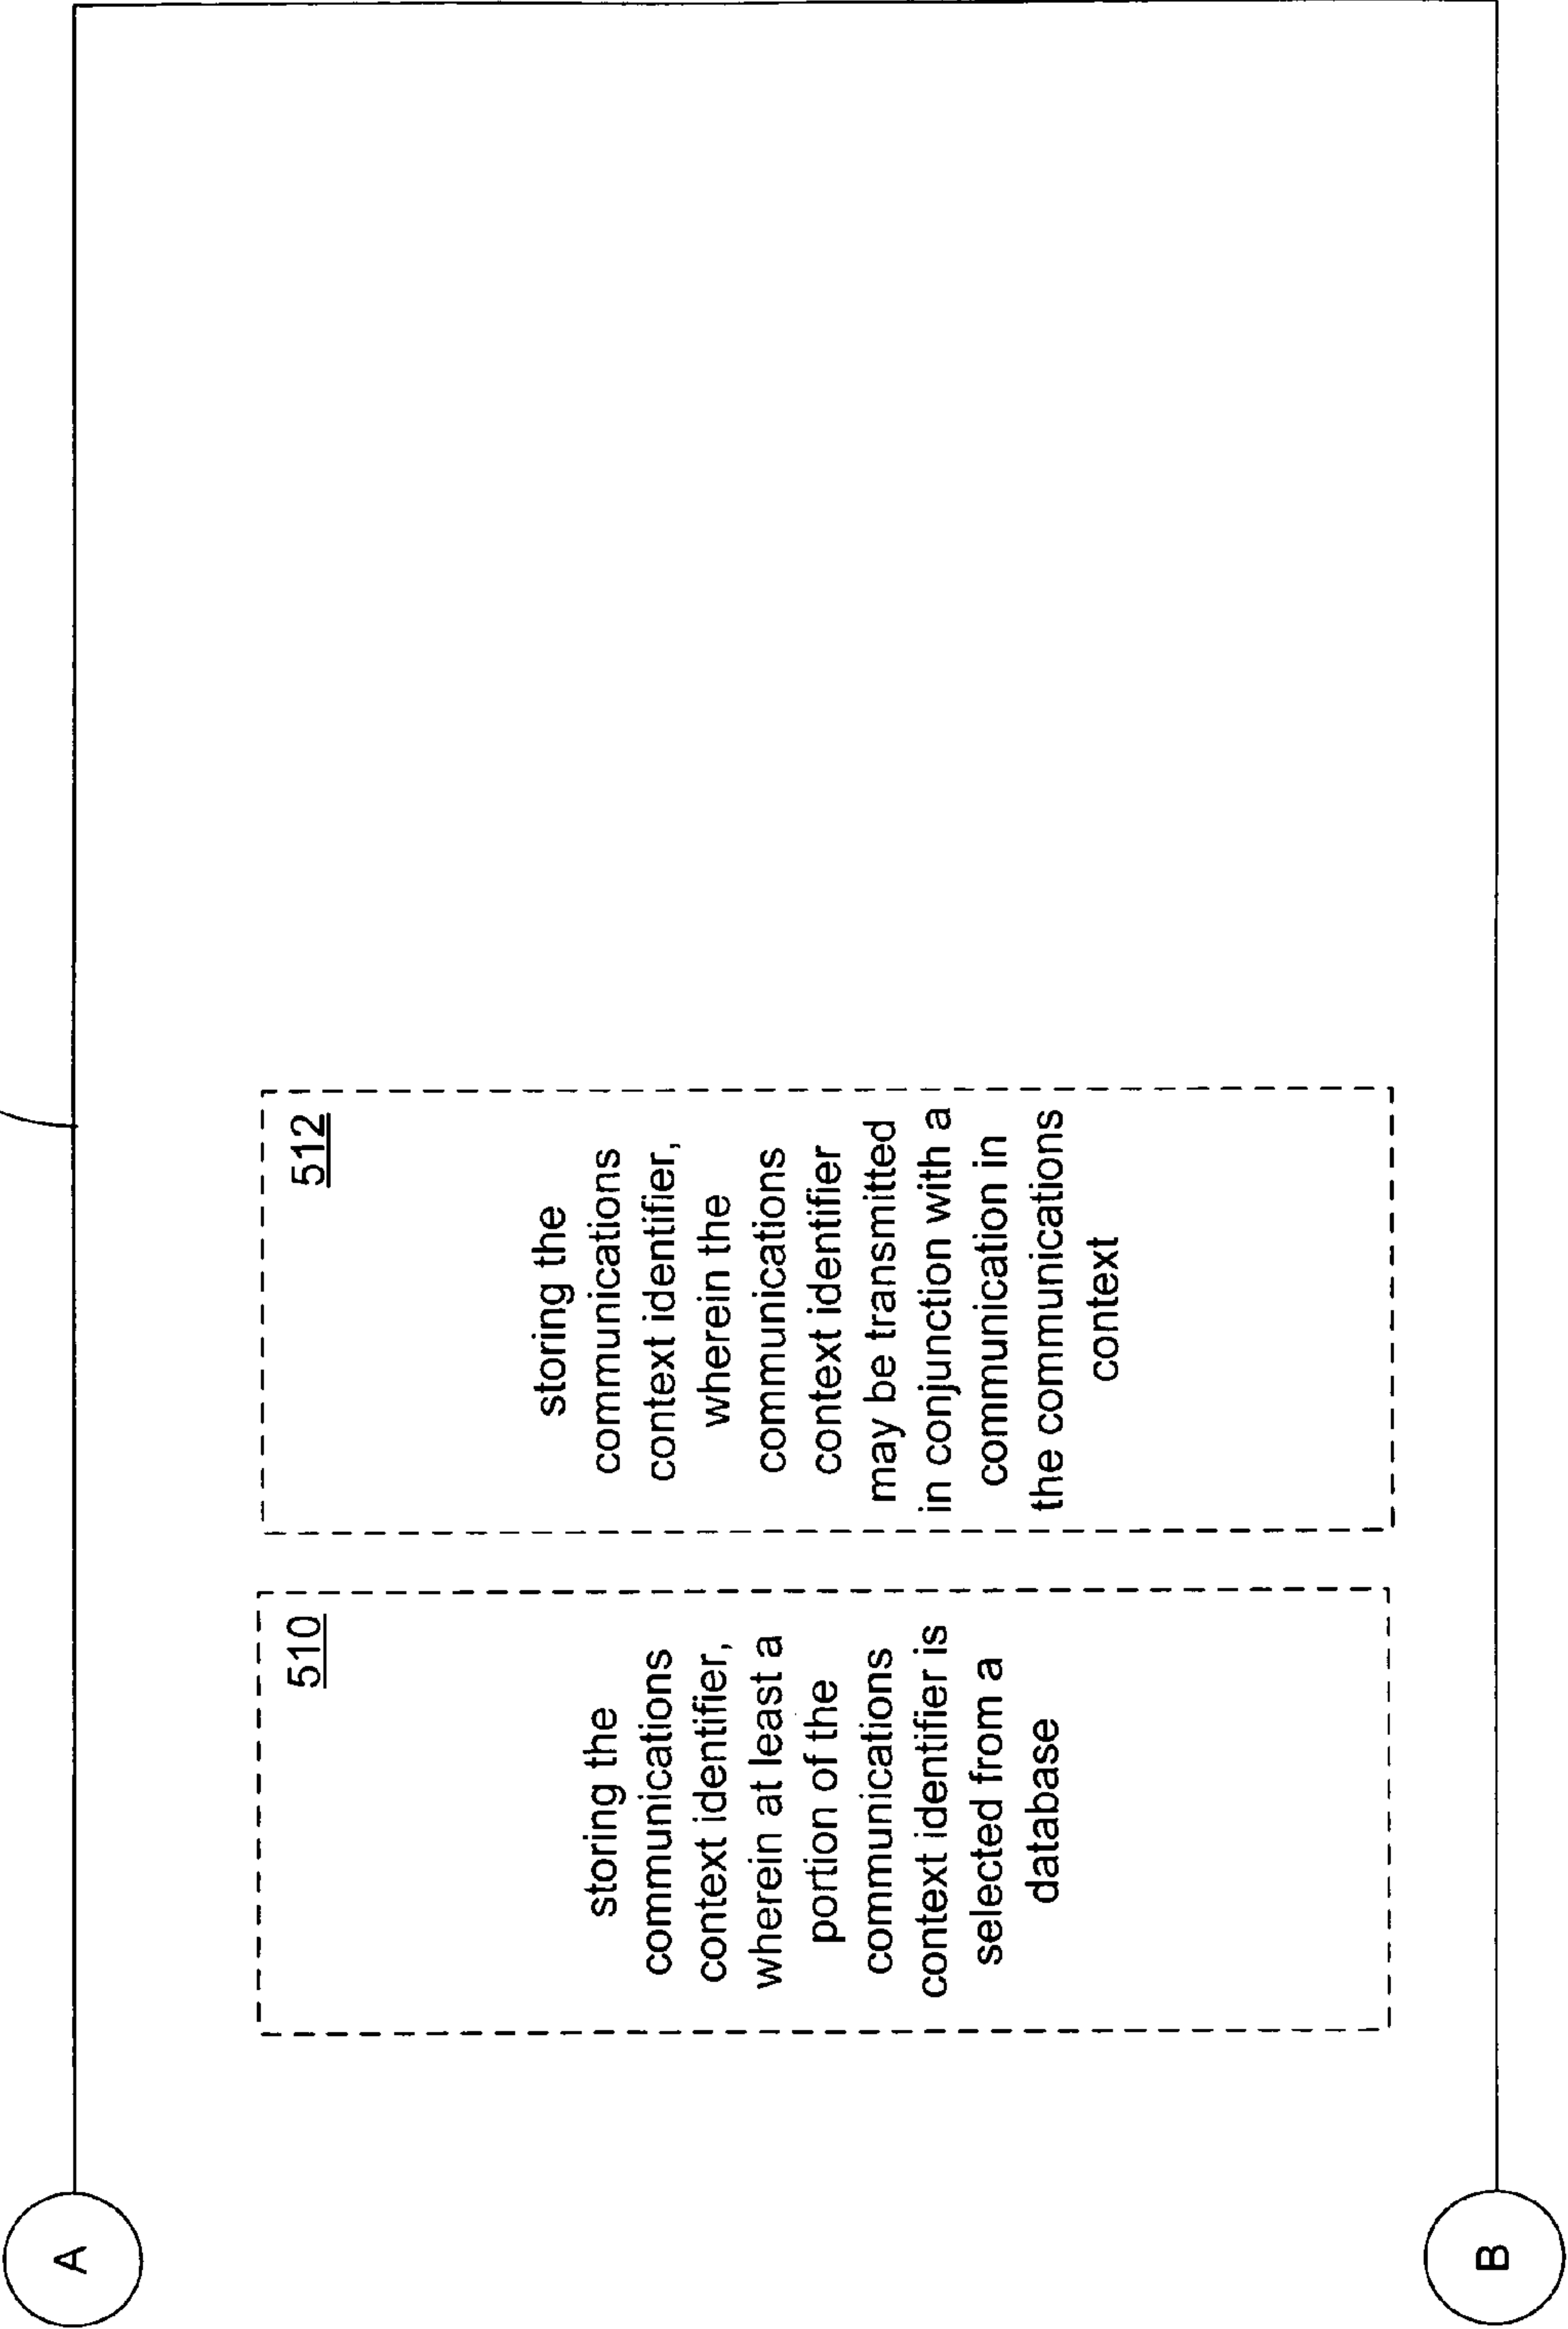 A
510
storing the
communications
context identifier,
wherein at least a
portion of the
communications
context identifier is
selected from a
database
512
storing the
communications
context identifier,
wherein the
communications
context identifier
may be transmitted
in conjunction with a
communication in
the communications
context
B